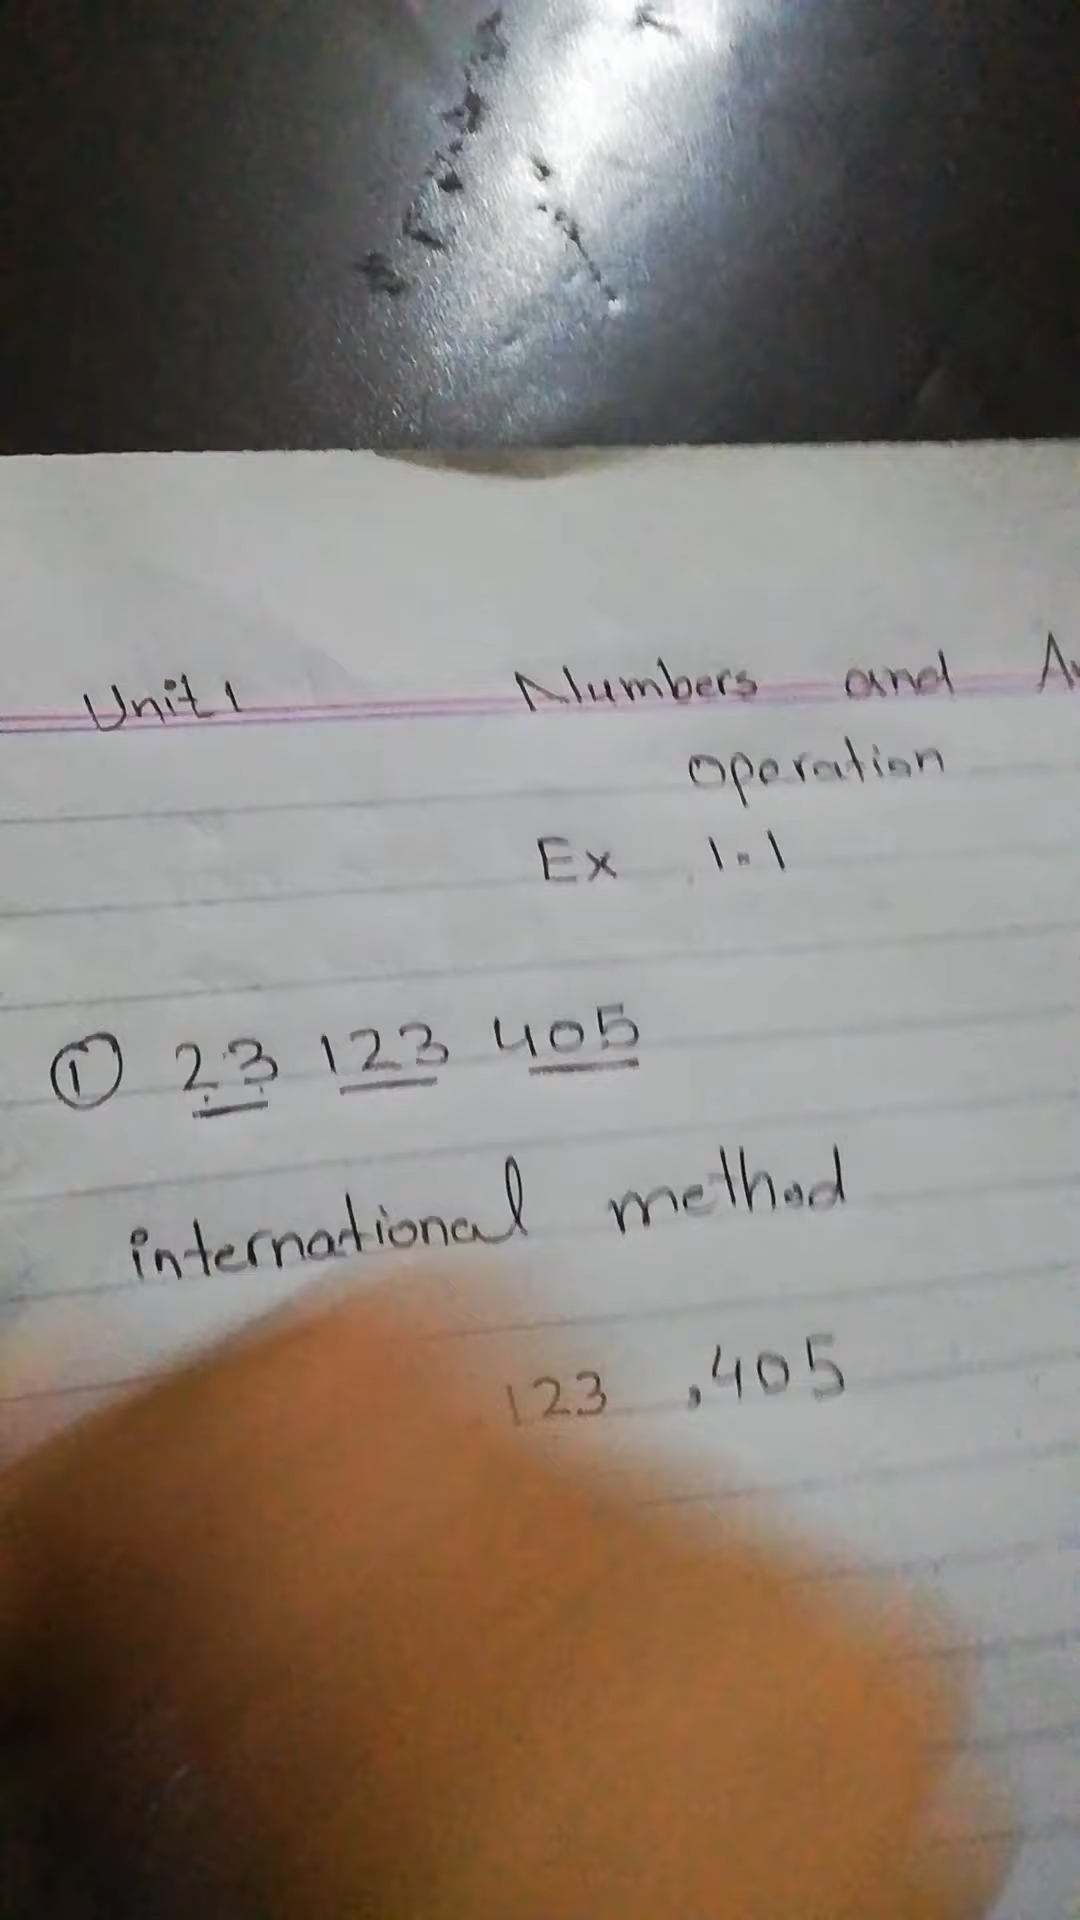 Unit 1 Numbers and
operation
Ex 1.1
① 23 123 405
international method
123 ,405